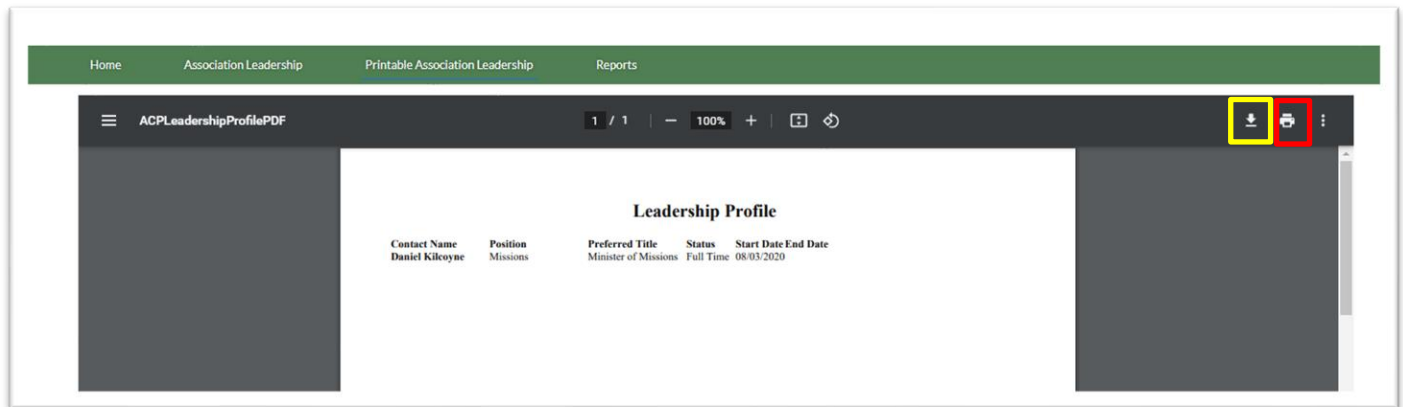 Home Association Leadership Printable Association Leadership Reports
ACPLeadershipProfilePDF 1 / 1 | — 100% + |
Leadership Profile
Contact Name Position Preferred Title Status Start Date End Date
Daniel Kilcoyne Missions Minister of Missions Full Time 08/03/2020